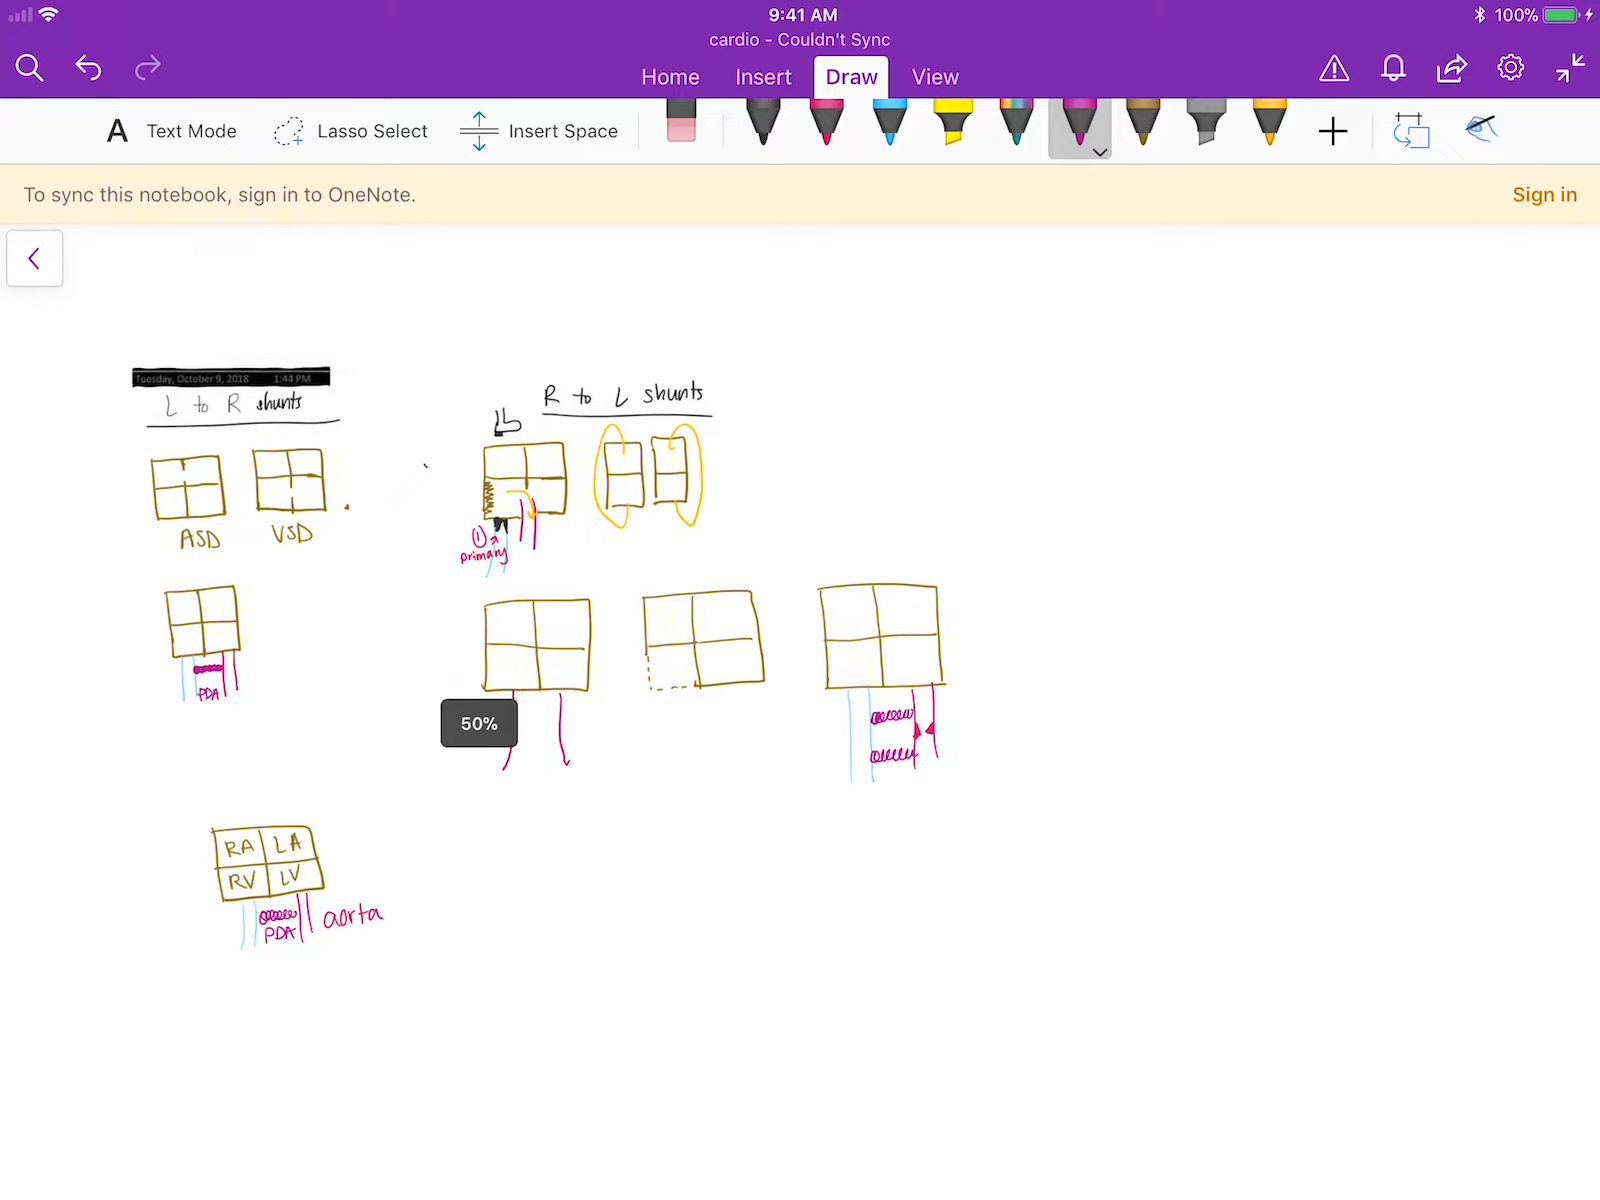 9:41 AM
100%
cardio - Couldn't Sync
Home Insert Draw View
A Text Mode Lasso Select Insert Space
To sync this notebook, sign in to OneNote.
Sign in
Tuesday, October 9, 2018 1:44 PM
L to R shunts
R to L shunts
ASD VSD
1
primary
PDA
50%
RA LA
RV LV
aorta
PDA